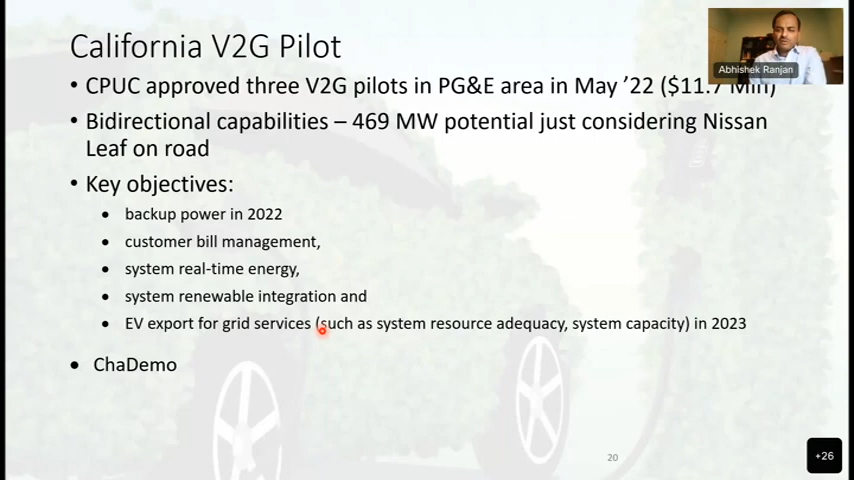 California V2G Pilot
Abhishek Ranjan
• CPUC approved three V2G pilots in PG&E area in May ’22 ($11.7 Mln)
• Bidirectional capabilities – 469 MW potential just considering Nissan
Leaf on road
• Key objectives:
• backup power in 2022
• customer bill management,
• system real-time energy,
• system renewable integration and
• EV export for grid services (such as system resource adequacy, system capacity) in 2023
• ChaDemo
20
+26